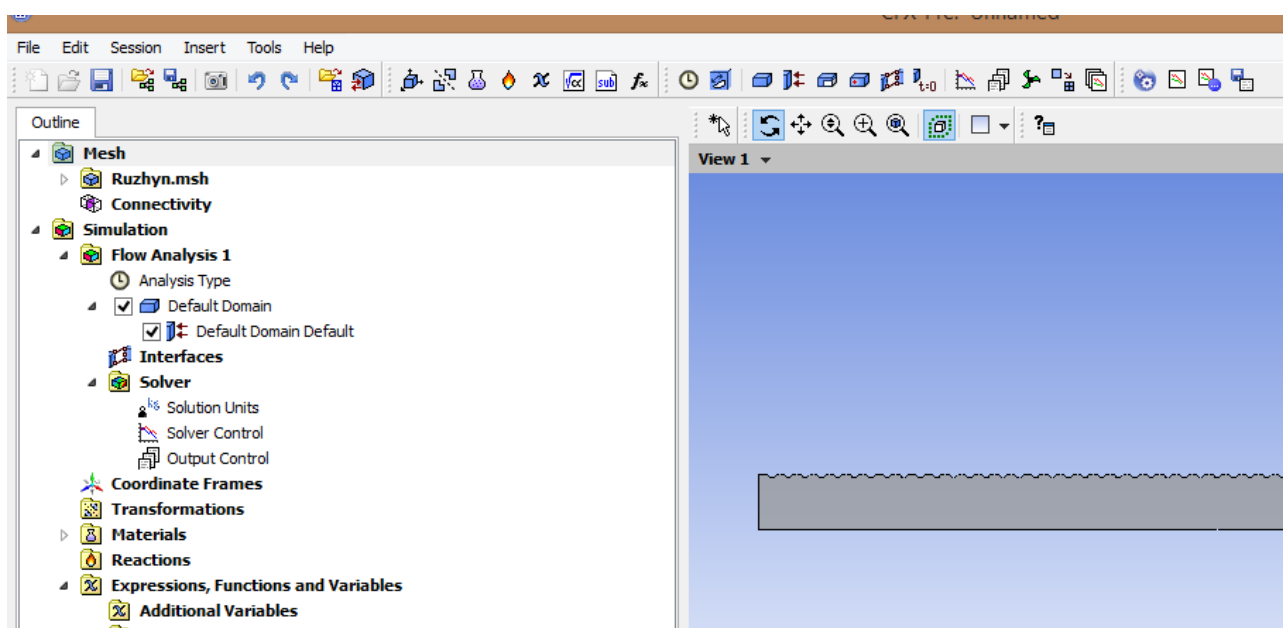 File Edit Session Insert Tools Help
Outline
Mesh
Ruzhyn.msh
Connectivity
Simulation
Flow Analysis 1
Analysis Type
Default Domain
Default Domain Default
Interfaces
Solver
Solution Units
Solver Control
Output Control
Coordinate Frames
Transformations
Materials
Reactions
Expressions, Functions and Variables
Additional Variables
View 1